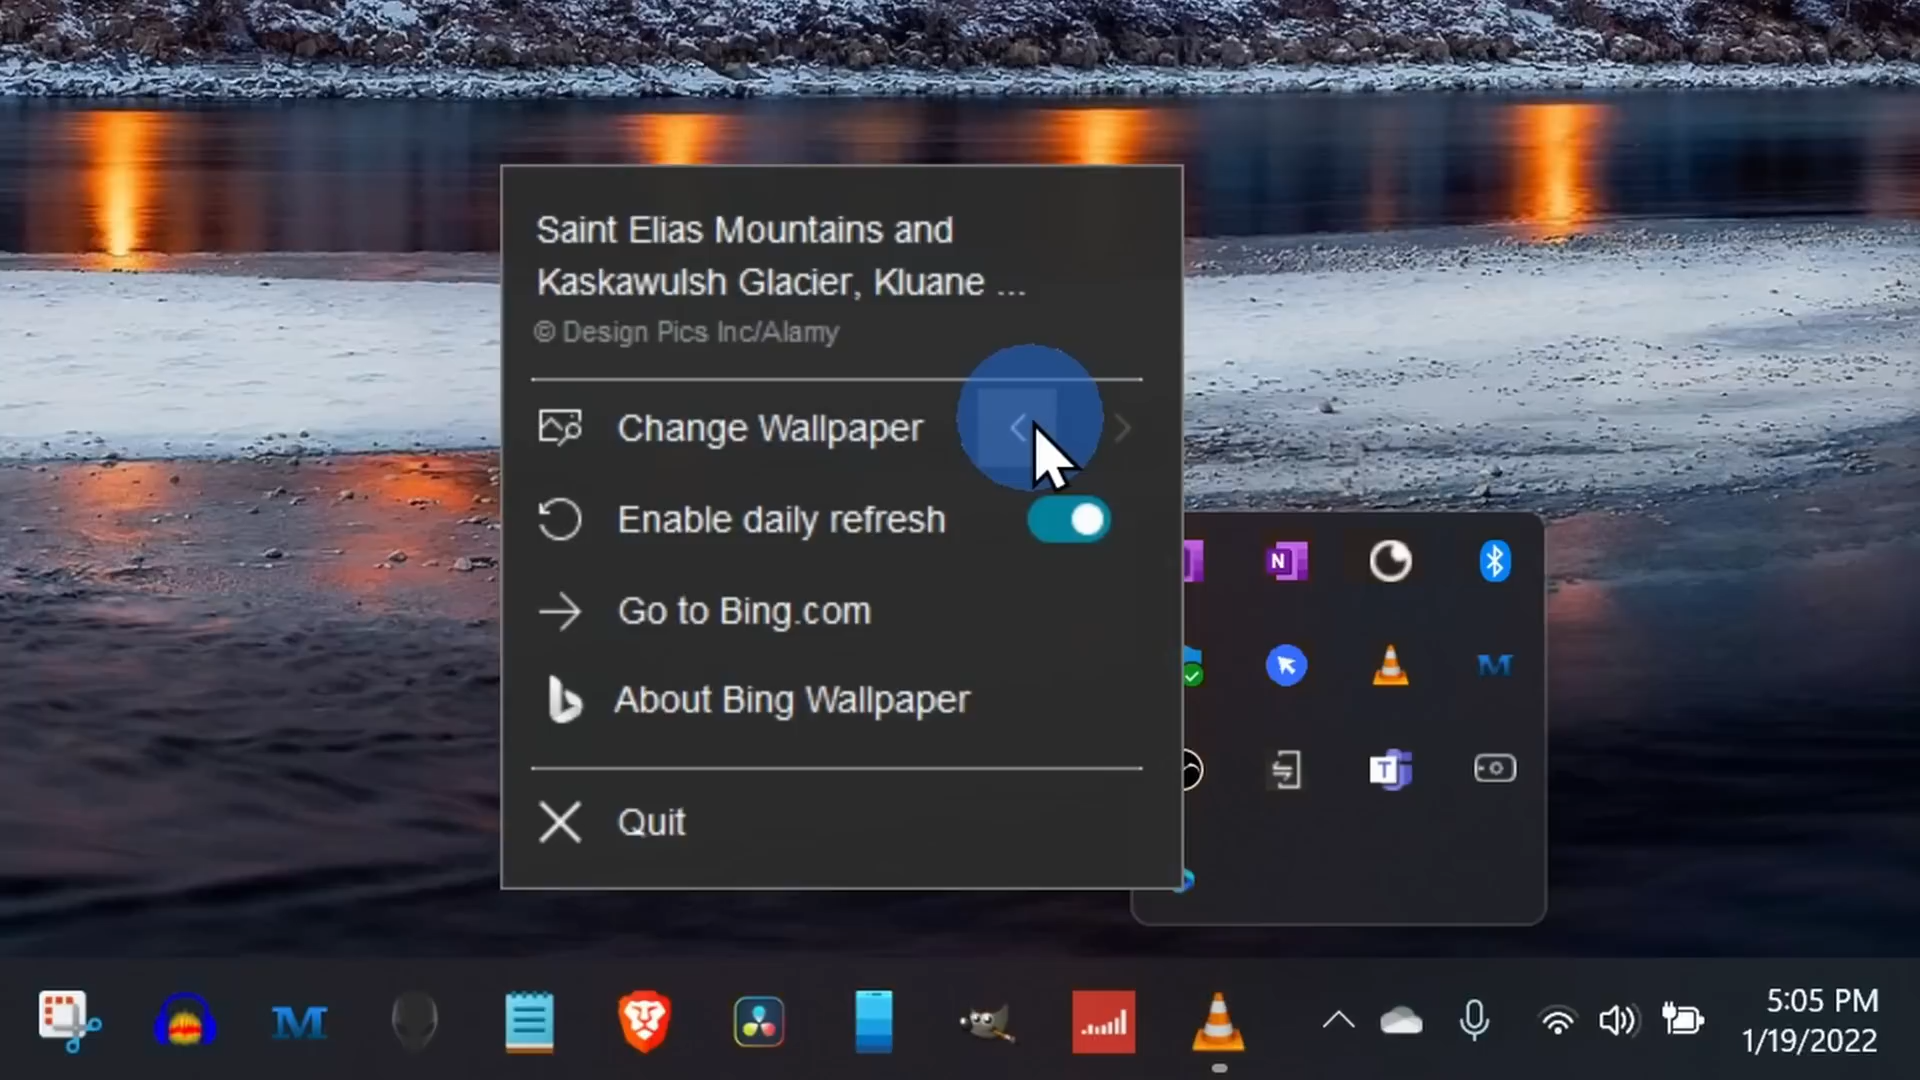 Saint Elias Mountains and
Kaskawulsh Glacier, Kluane ...
© Design Pics Inc/Alamy
Change Wallpaper
Enable daily refresh
Go to Bing.com
About Bing Wallpaper
Quit
N
M
T
M
5:05 PM
1/19/2022